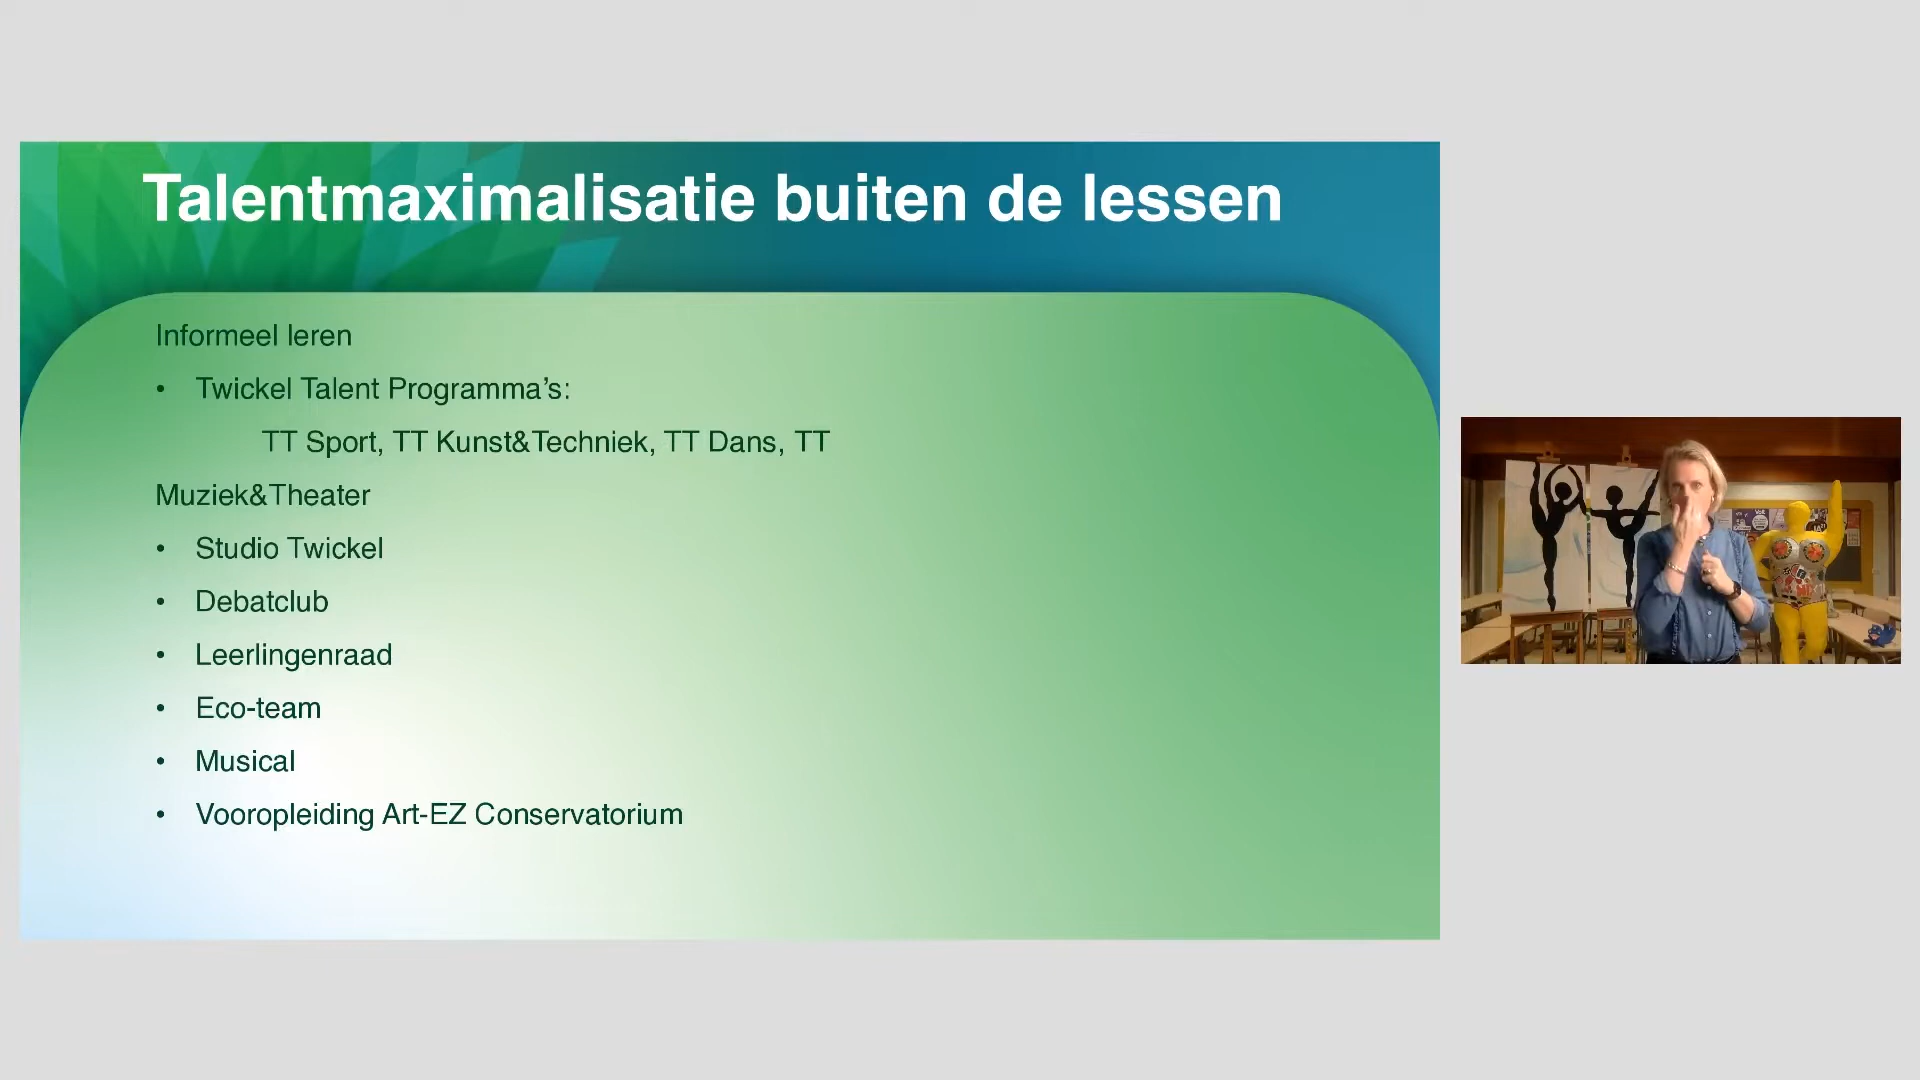 Talentmaximalisatie buiten de lessen
Informeel leren
• Twickel Talent Programma’s:
TT Sport, TT Kunst&Techniek, TT Dans, TT
Muziek&Theater
• Studio Twickel
• Debatclub
• Leerlingenraad
• Eco-team
• Musical
• Vooropleiding Art-EZ Conservatorium